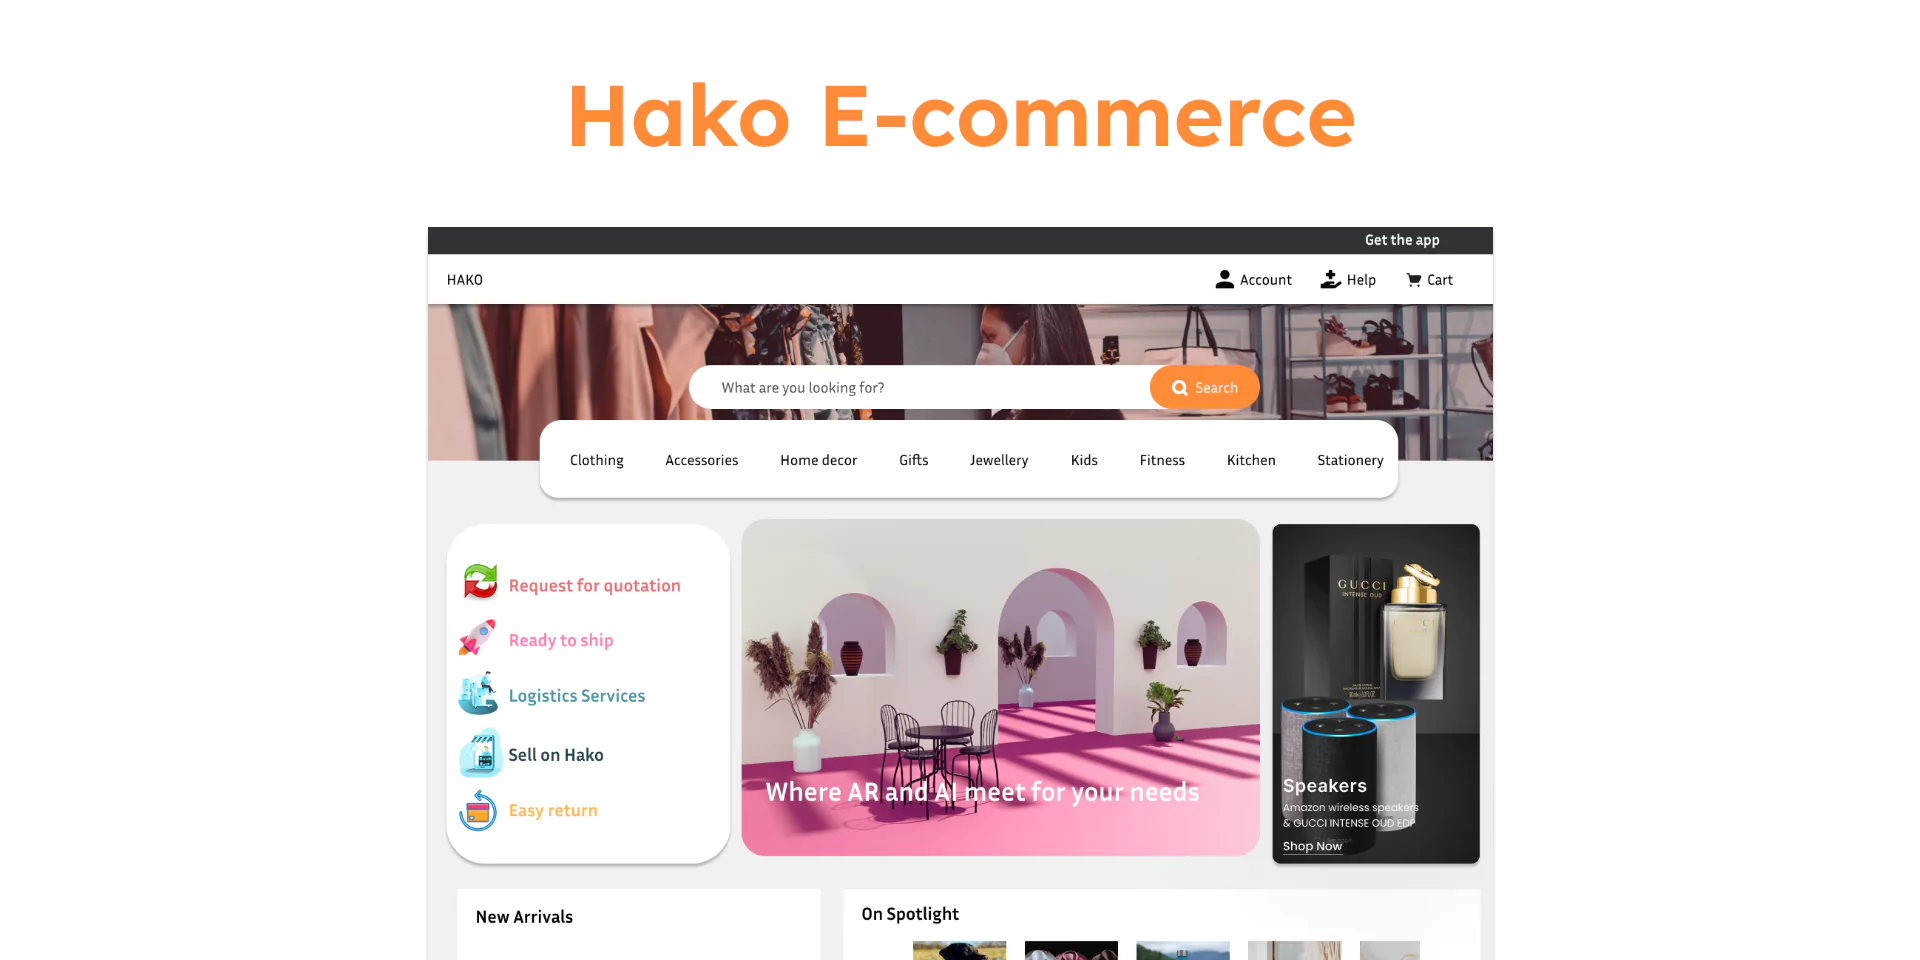 Hako E-commerce
Get the app
HAKO
Account
Help
Cart
What are you looking for?
Search
Clothing
Accessories
Home decor
Gifts
Jewellery
Kids
Fitness
Kitchen
Stationery
Request for quotation
Ready to ship
Logistics Services
Sell on Hako
Easy return
Where AR and AI meet for your needs
GUCCI
INTENSE OUD
Speakers
Amazon wireless speakers
& GUCCI INTENSE OUD EDP
Shop Now
New Arrivals
On Spotlight